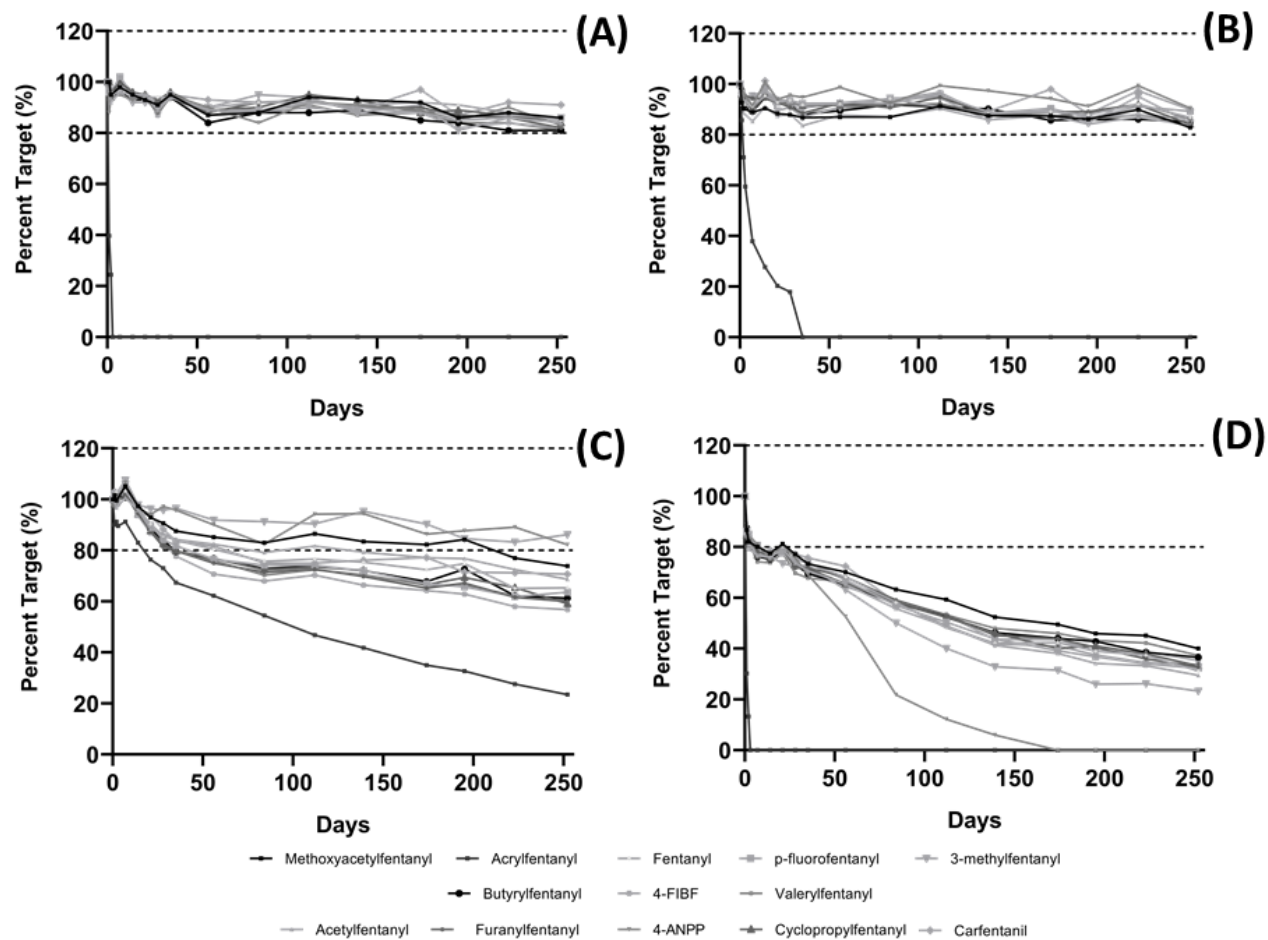 (A)
120
100
80
60
40
20
0
Percent Target (%)
0 50 100 150 200 250
Days
(B)
120
100
80
60
40
20
0
Percent Target (%)
0 50 100 150 200 250
Days
(C)
120
100
80
60
40
20
0
Percent Target (%)
0 50 100 150 200 250
Days
(D)
120
100
80
60
40
20
0
Percent Target (%)
0 50 100 150 200 250
Days
Methoxyacetylfentanyl Acrylfentanyl Fentanyl p-fluorofentanyl 3-methylfentanyl
Butyrylfentanyl 4-FIBF Valerylfentanyl
Acetylfentanyl Furanylfentanyl 4-ANPP Cyclopropylfentanyl Carfentanil